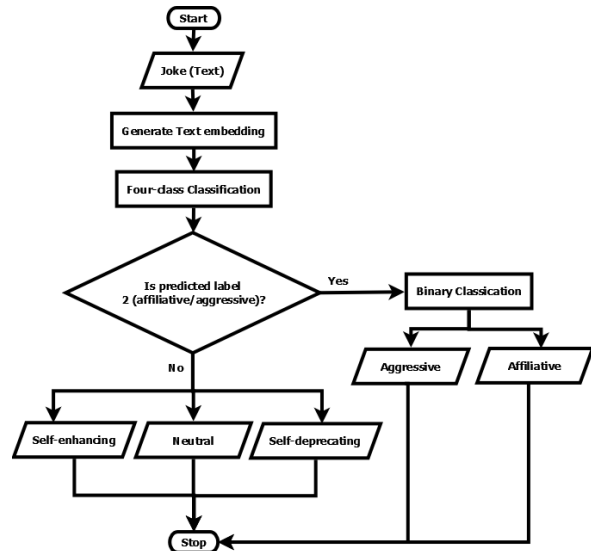 Start
Joke (Text)
Generate Text embedding
Four-class Classification
Is predicted label
2 (affiliative/aggressive)?
Yes
Binary Classication
Aggressive
Affiliative
No
Self-enhancing
Neutral
Self-deprecating
Stop